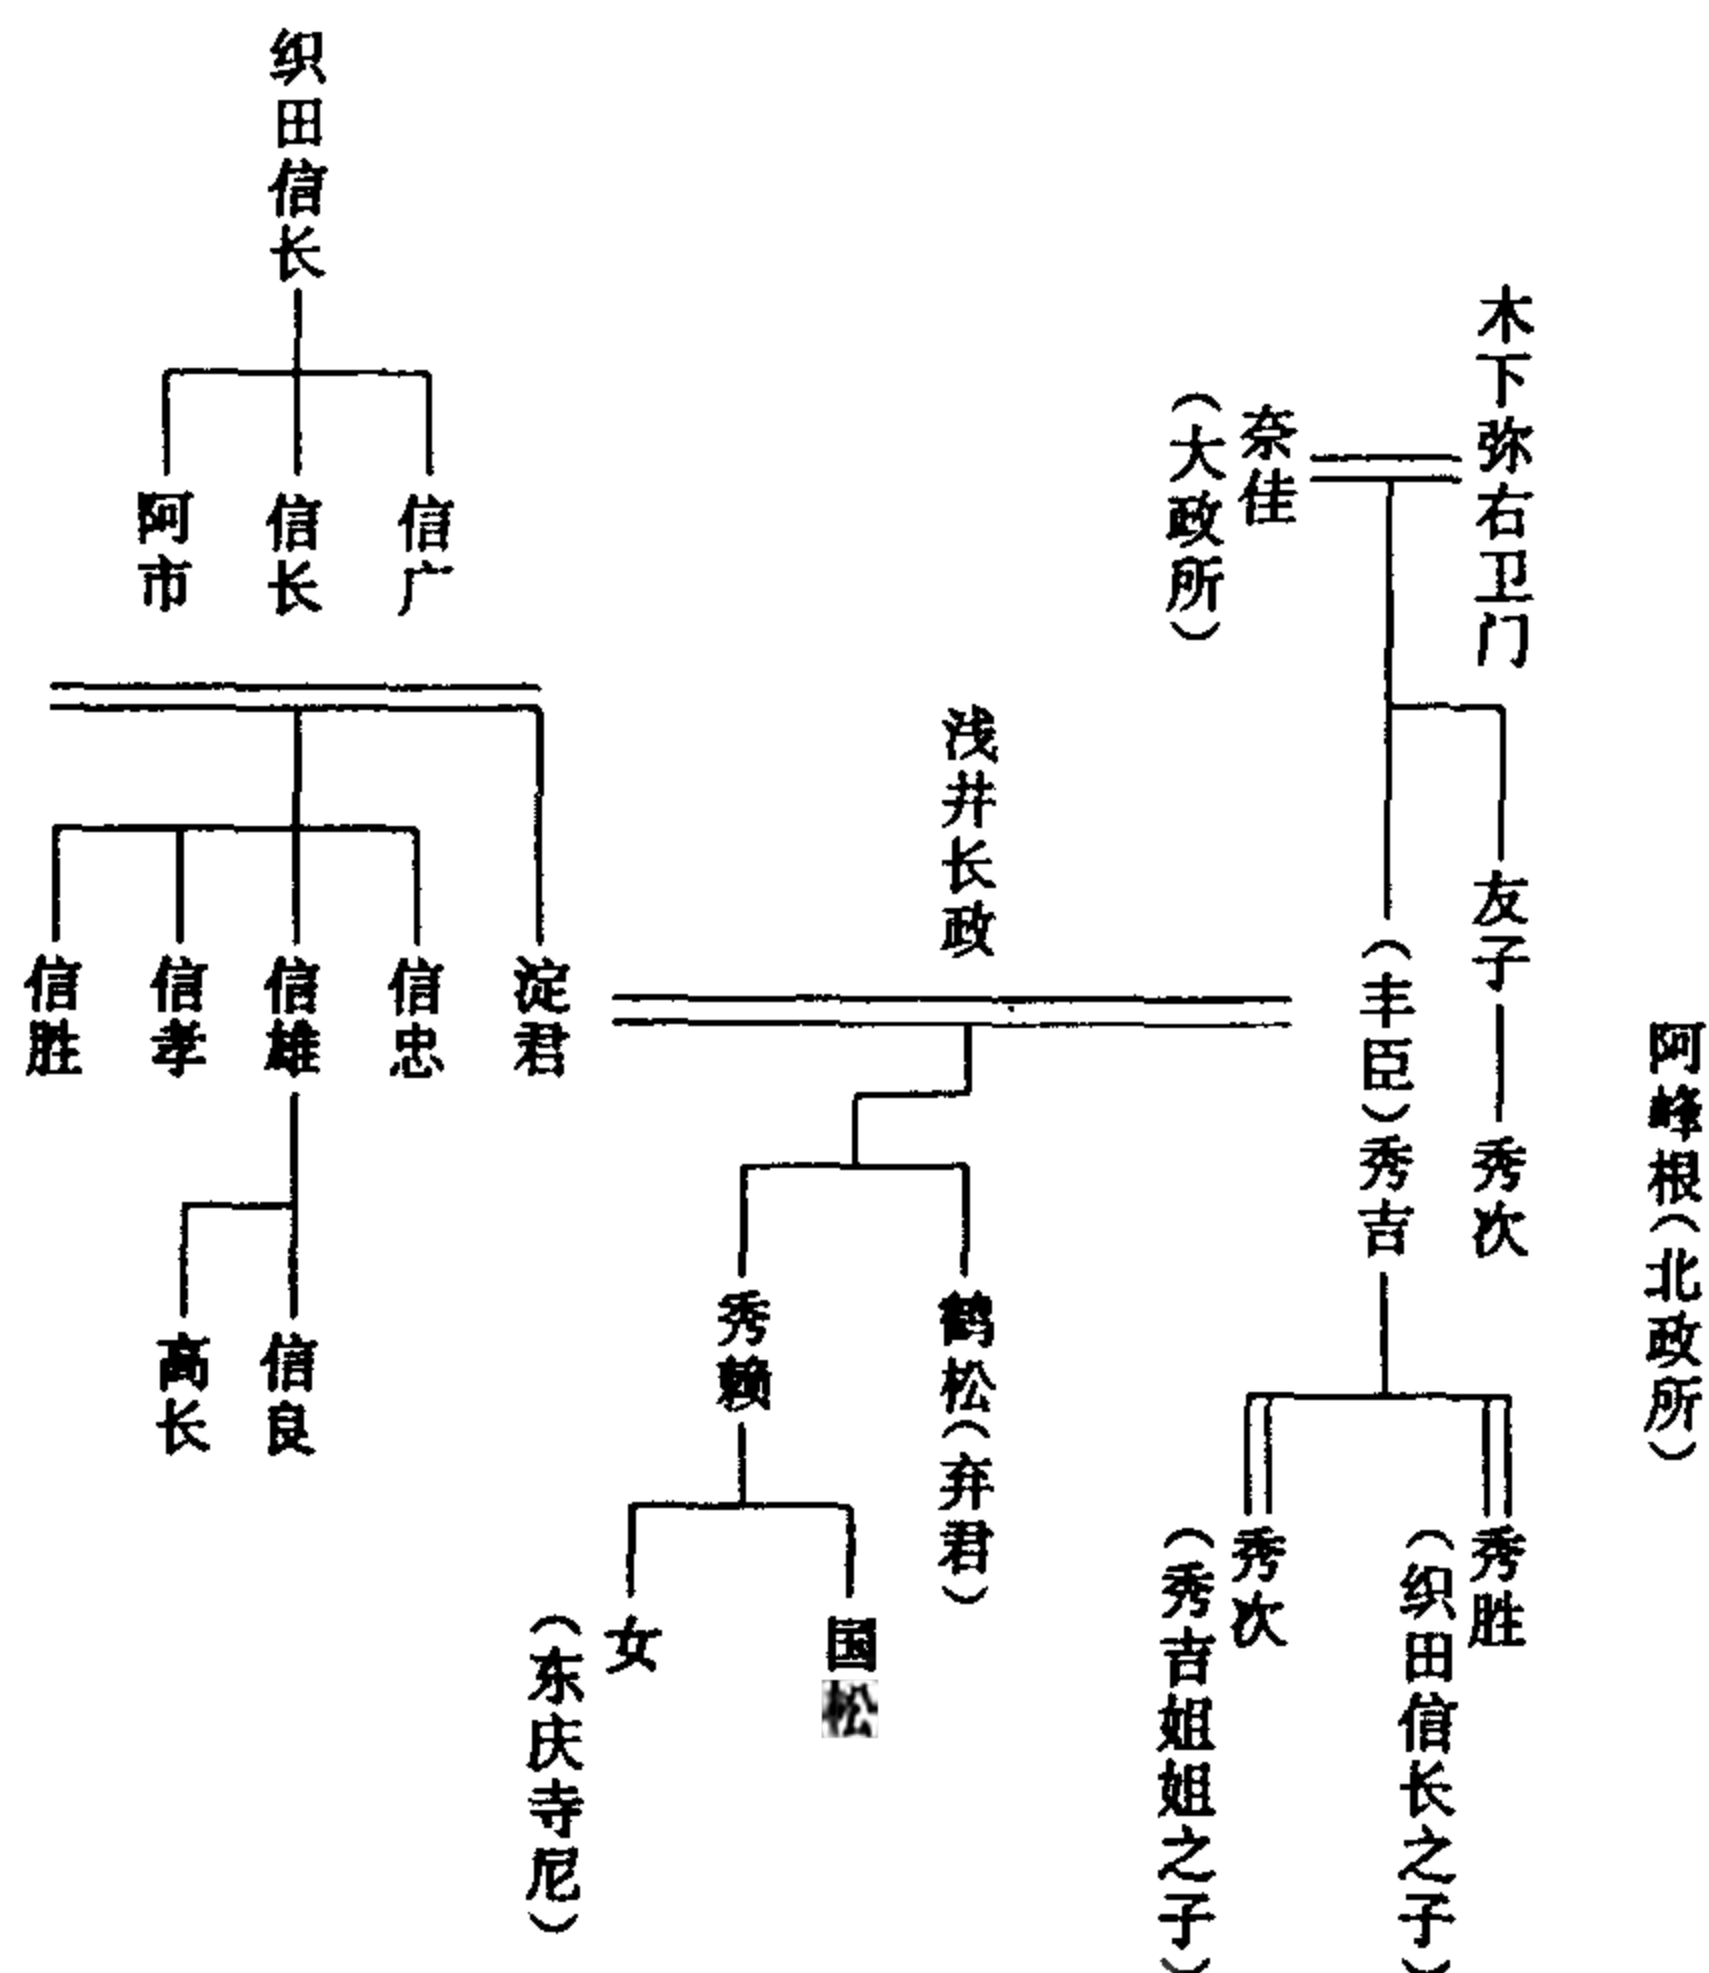 织田信长
阿市
信长
信广
信胜
信孝
信雄
信忠
淀君
高长
信良
浅井长政
秀赖
鹤松(弃君)
女
(东庆寺尼)
国松
木下弥右卫门
奈佳
(大政所)
友子
秀次
(丰臣)秀吉
阿峰根(北政所)
秀胜
(织田信长之子)
秀次
(秀吉姐姐之子)